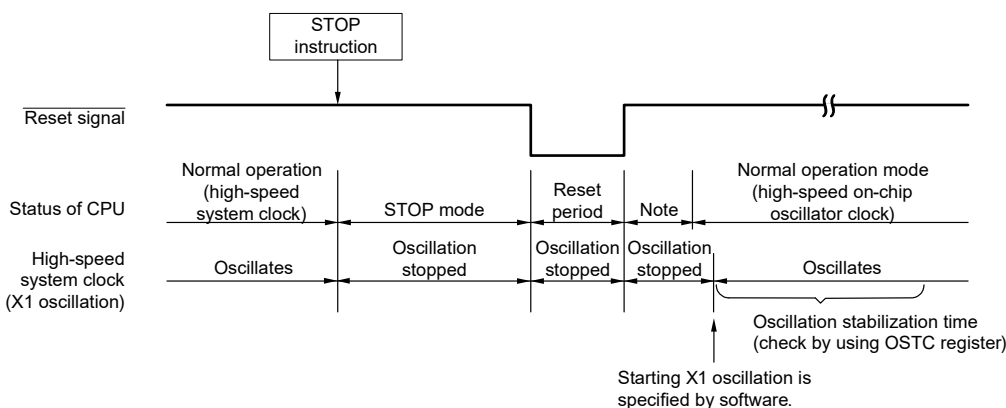 STOP
instruction
Reset signal
Normal operation
(high-speed
system clock)
Reset
period
Normal operation mode
(high-speed on-chip
oscillator clock)
Status of CPU
STOP mode
Note
High-speed
system clock
(X1 oscillation)
Oscillates
Oscillation
stopped
Oscillation
stopped
Oscillation
stopped
Oscillates
Oscillation stabilization time
(check by using OSTC register)
Starting X1 oscillation is
specified by software.